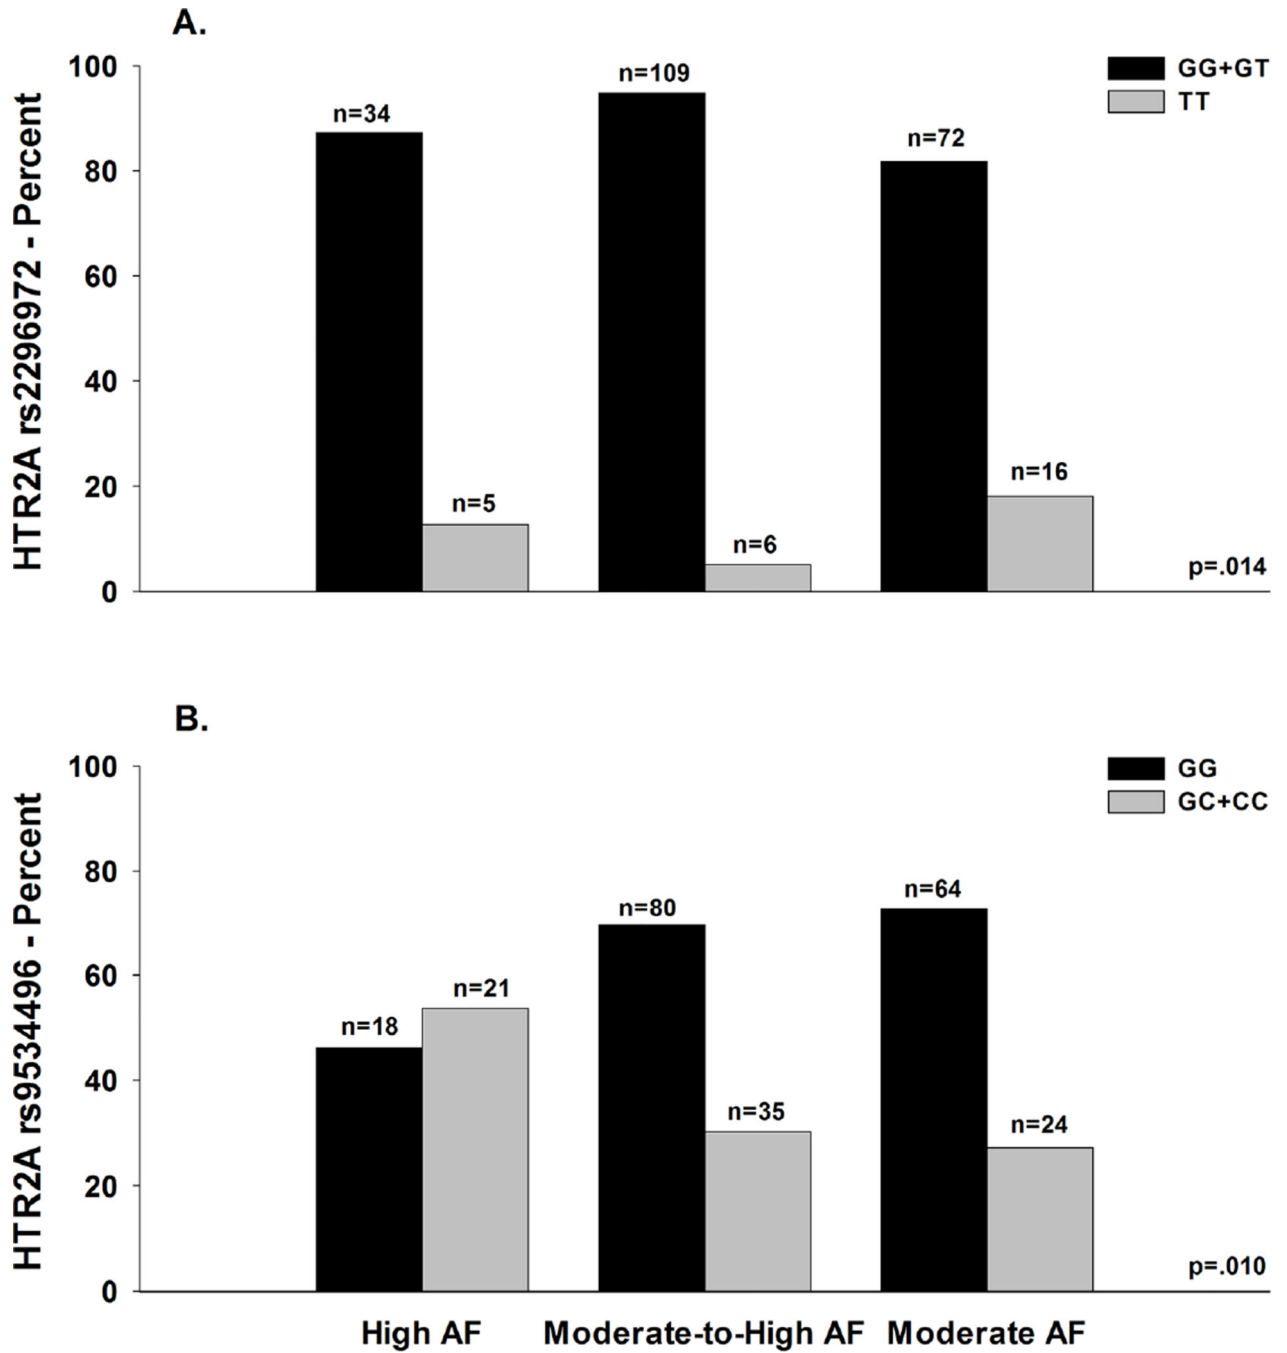 A.
HTR2A rs2296972 - Percent
100
80
60
40
20
0
n=34
n=5
n=109
n=6
n=72
n=16
GG+GT
TT
p=.014
B.
HTR2A rs9534496 - Percent
100
80
60
40
20
0
n=18
n=21
n=80
n=35
n=64
n=24
GG
GC+CC
p=.010
High AF
Moderate-to-High AF
Moderate AF